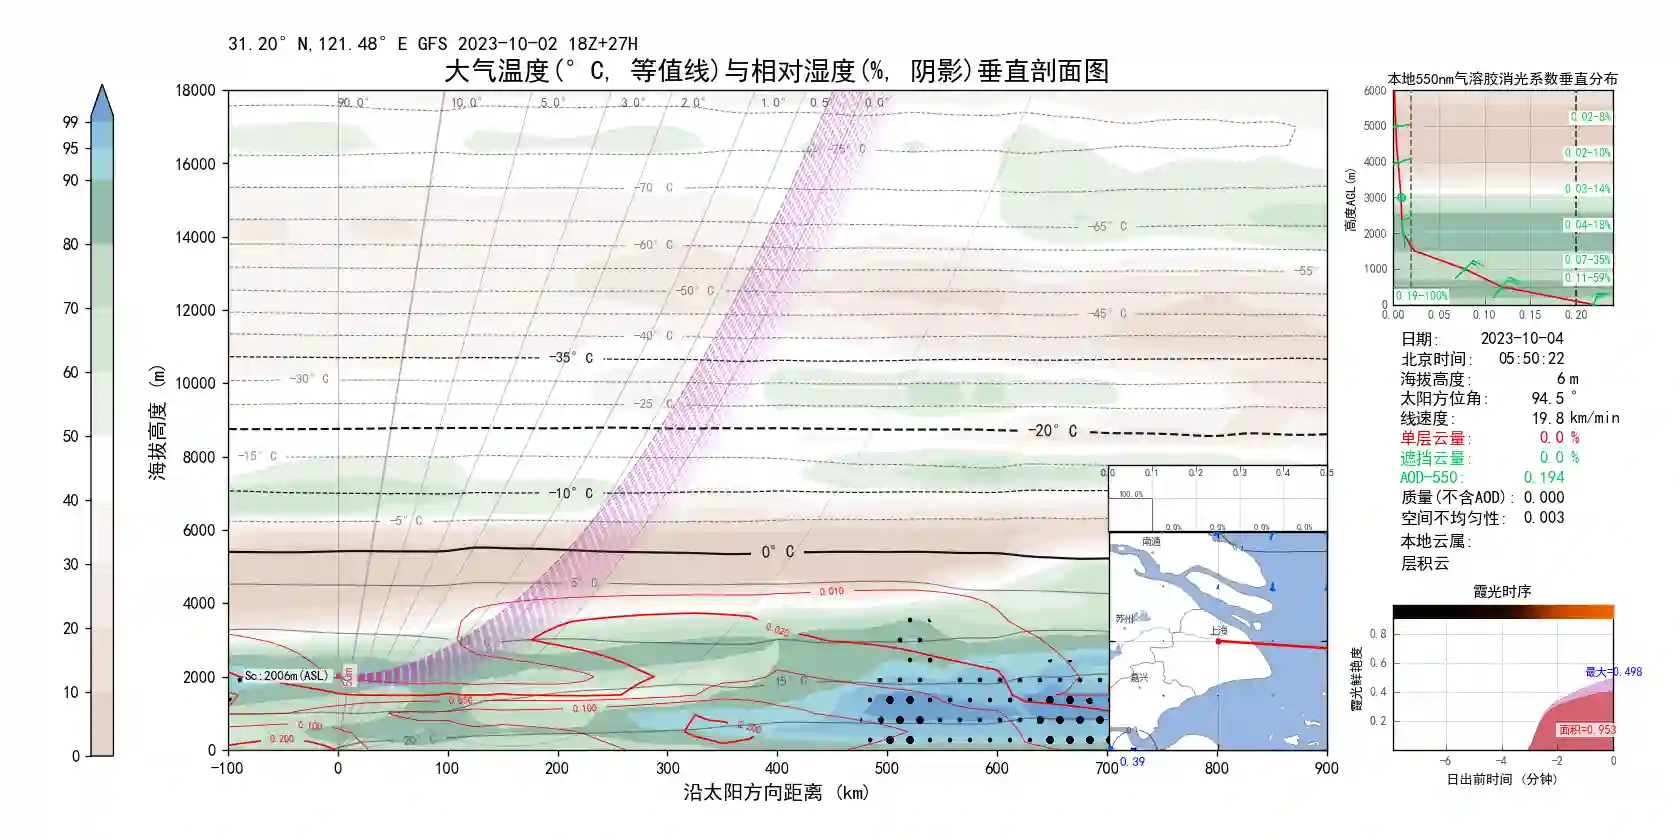 31.20° N,121.48° E GFS 2023-10-02 18Z+27H
大气温度(° C, 等值线)与相对湿度(%, 阴影)垂直剖面图
99
95
90
80
70
60
50
40
30
20
10
0
海拔高度 (m)
18000
16000
14000
12000
10000
8000
6000
4000
2000
0
90.0° 10.0° 5.0° 3.0° 2.0° 1.0° 0.5° 0.0°
-75° C
-70° C
-65° C
-60° C
-55
-50° C
-45° C
-40° C
-35° C
-30° C
-25° C
-20° C
-15° C
-10° C
-5° C
0° C
5° C
0.010
0.020
Sc:2006m(ASL)
50m
15° C
0.050
0.100
0.100
0.200
20° C
-100 0 100 200 300 400 500 600 700 800 900
沿太阳方向距离 (km)
0.0 0.1 0.2 0.3 0.4 0.5
100.0%
0.0% 0.0% 0.0% 0.0%
南通
苏州
上海
嘉兴
0.39
本地550nm气溶胶消光系数垂直分布
高度AGL(m)
6000
5000
4000
3000
2000
1000
0
0.02-8%
0.02-10%
0.03-14%
0.04-18%
0.07-35%
0.11-59%
0.19-100%
0.00 0.05 0.10 0.15 0.20
日期: 2023-10-04
北京时间: 05:50:22
海拔高度: 6 m
太阳方位角: 94.5 °
线速度: 19.8 km/min
单层云量: 0.0 %
遮挡云量: 0.0 %
AOD-550: 0.194
质量(不含AOD): 0.000
空间不均匀性: 0.003
本地云属:
层积云
霞光时序
霞光鲜艳度
0.8
0.6
0.4
0.2
最大=0.498
面积=0.953
-6 -4 -2 0
日出前时间 (分钟)